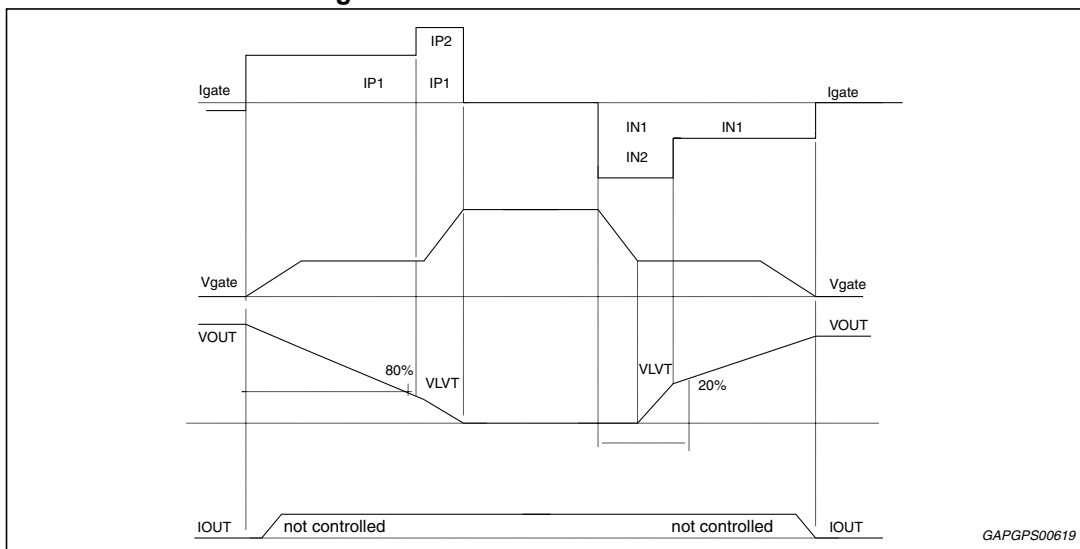 IP2
IP1 IP1
Igate Igate
IN1 IN1
IN2
Vgate Vgate
VOUT VOUT
80% VLVT VLVT 20%
IOUT not controlled not controlled IOUT
GAPGPS00619